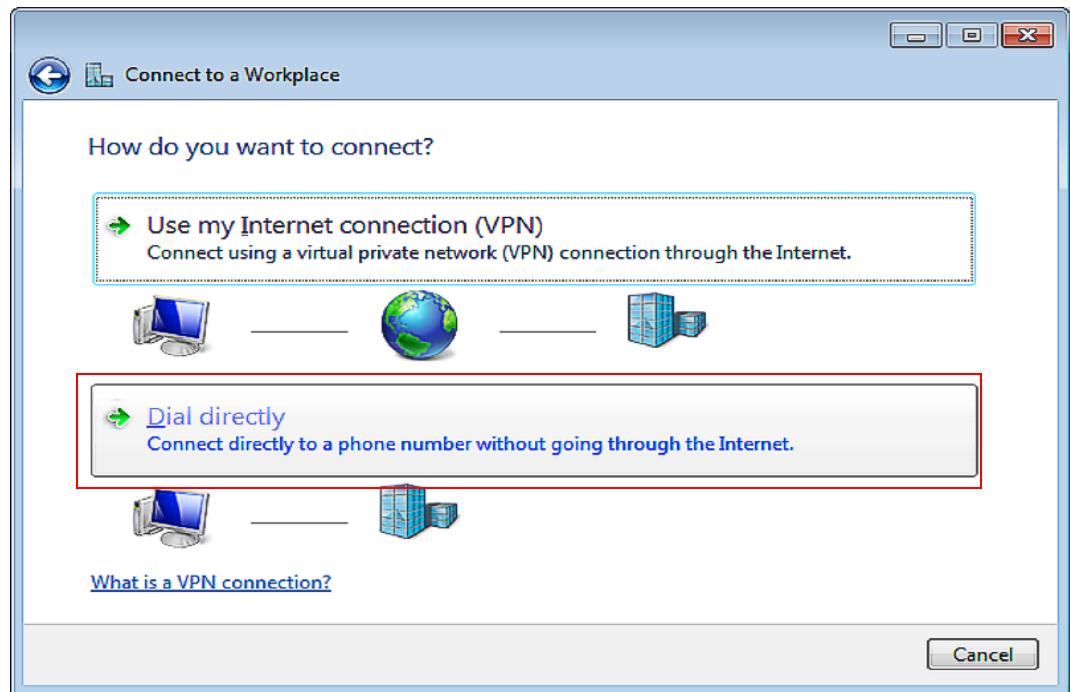 Connect to a Workplace
How do you want to connect?
Use my Internet connection (VPN)
Connect using a virtual private network (VPN) connection through the Internet.
Dial directly
Connect directly to a phone number without going through the Internet.
What is a VPN connection?
Cancel